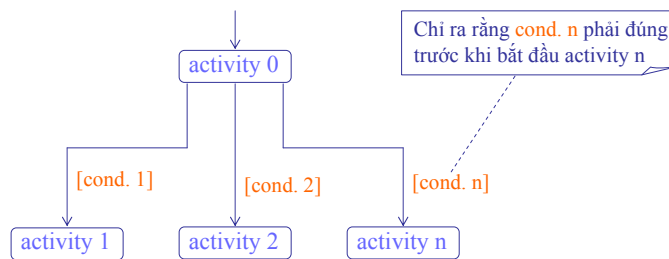 Chỉ ra rằng cond. n phải đúng
trước khi bắt đầu activity n
activity 0
[cond. 1]
[cond. 2]
[cond. n]
activity 1
activity 2
activity n